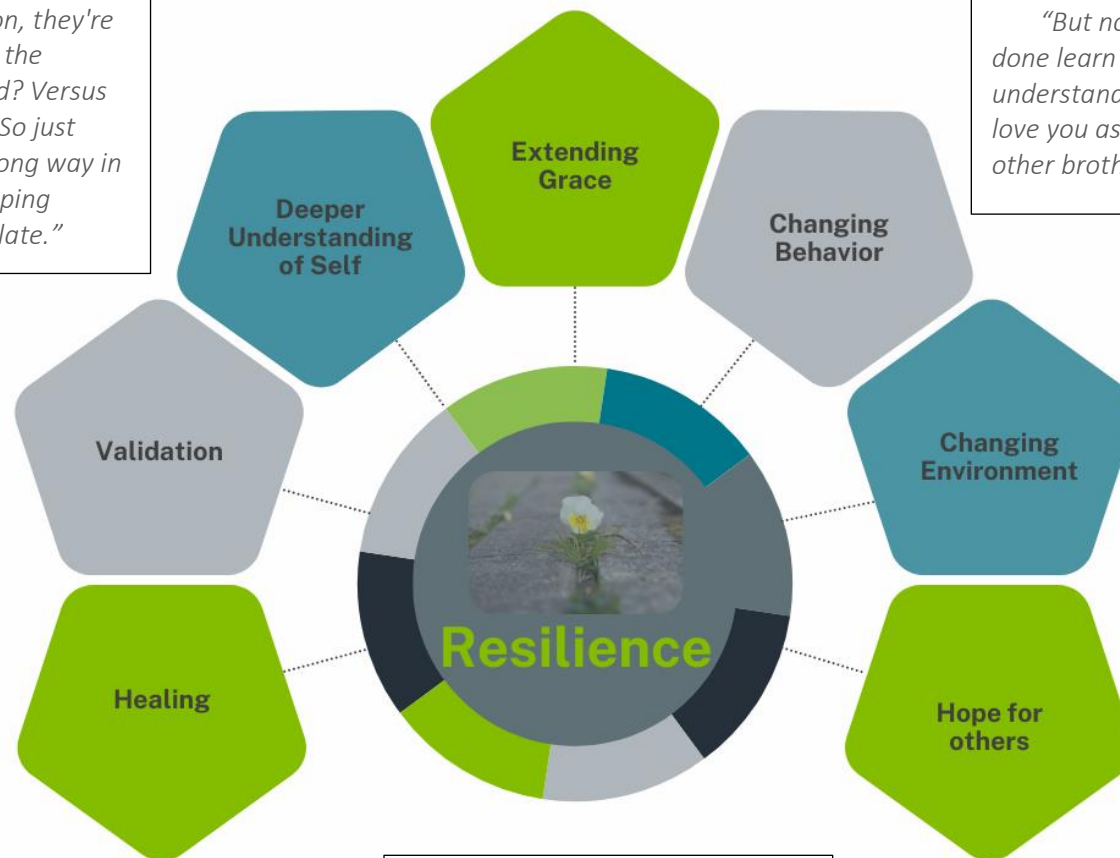 on, they're
the
d? Versus
So just
ong way in
ping
late.”
“But no
done learn
understand
love you as
other broth
Extending
Grace
Deeper
Understanding
of Self
Changing
Behavior
Validation
Changing
Environment
Resilience
Healing
Hope for
others